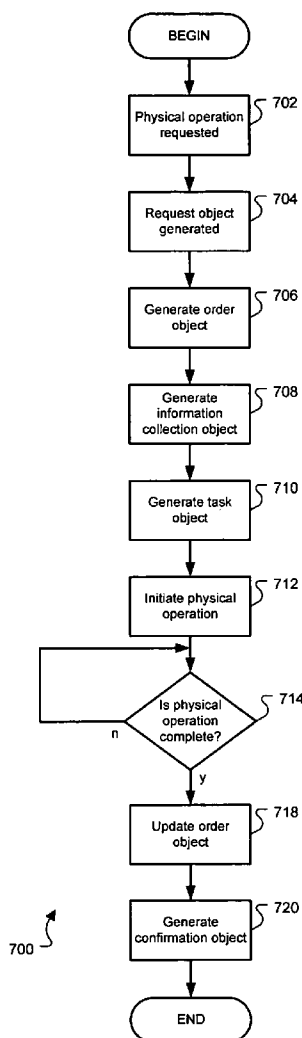 BEGIN
702
Physical operation
requested
704
Request object
generated
706
Generate order
object
708
Generate
information
collection object
710
Generate task
object
712
Initiate physical
operation
714
Is physical
operation
complete?
n
y
718
Update order
object
720
Generate
confirmation object
700
END